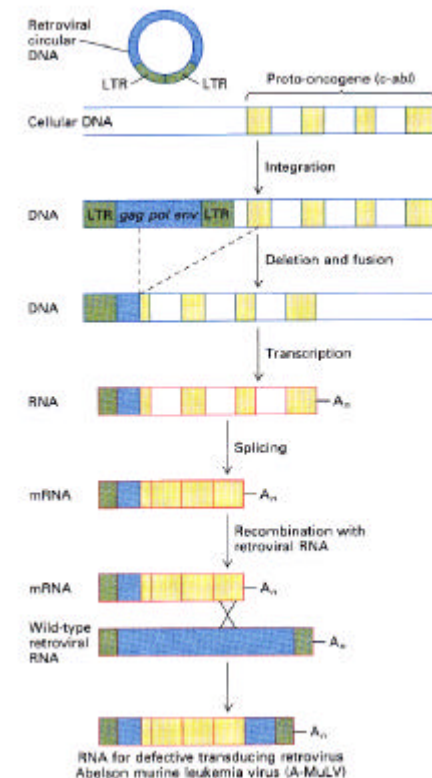 Retroviral
circular
DNA
LTR LTR
Proto-oncogene (c-abl)
Cellular DNA
Integration
DNA LTR gag pol env LTR
Deletion and fusion
DNA
Transcription
RNA An
Splicing
mRNA An
Recombination with
retroviral RNA
mRNA An
Wild-type
retroviral
RNA An
An
RNA for defective transducing retrovirus
Abelson murine leukemia virus (A-MuLV)